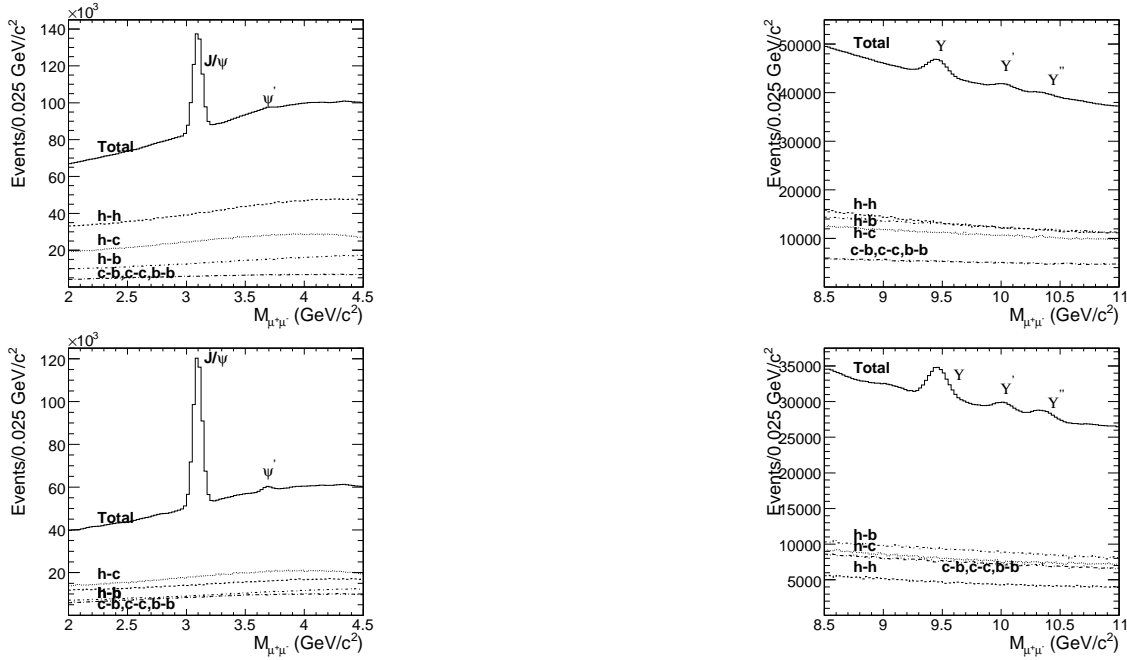 ×10³
Events/0.025 GeV/c²
140
120
100
80
60
40
20
J/ψ
ψ'
Total
h-h
h-c
h-b
c-b,c-c,b-b
2 2.5 3 3.5 4 4.5
M_μ⁺μ⁻ (GeV/c²)
Events/0.025 GeV/c²
50000
40000
30000
20000
10000
Total
Υ
Υ'
Υ''
h-h
h-b
h-c
c-b,c-c,b-b
8.5 9 9.5 10 10.5 11
M_μ⁺μ⁻ (GeV/c²)
×10³
Events/0.025 GeV/c²
120
100
80
60
40
20
J/ψ
ψ'
Total
h-c
h-b
c-b,c-c,b-b
2 2.5 3 3.5 4 4.5
M_μ⁺μ⁻ (GeV/c²)
Events/0.025 GeV/c²
35000
30000
25000
20000
15000
10000
5000
Total
Υ
Υ'
Υ''
h-b
h-c
c-b,c-c,b-b
h-h
8.5 9 9.5 10 10.5 11
M_μ⁺μ⁻ (GeV/c²)